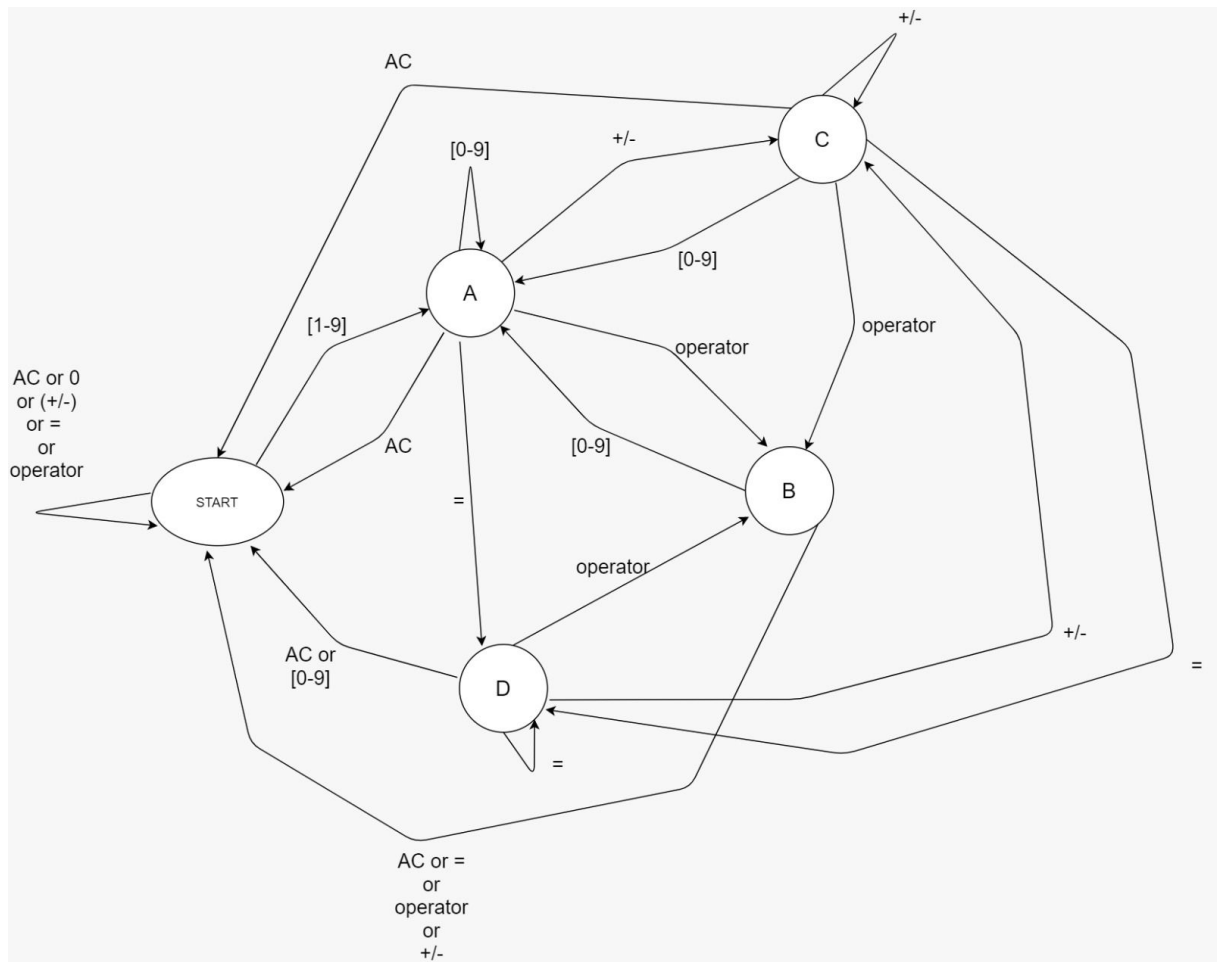 +/-
AC
C
[0-9]
+/-
[0-9]
A
[1-9]
operator
operator
AC or 0
or (+/-)
or =
or
operator
AC
[0-9]
START
=
B
operator
AC or
[0-9]
+/-
=
D
=
AC or =
or
operator
or
+/-